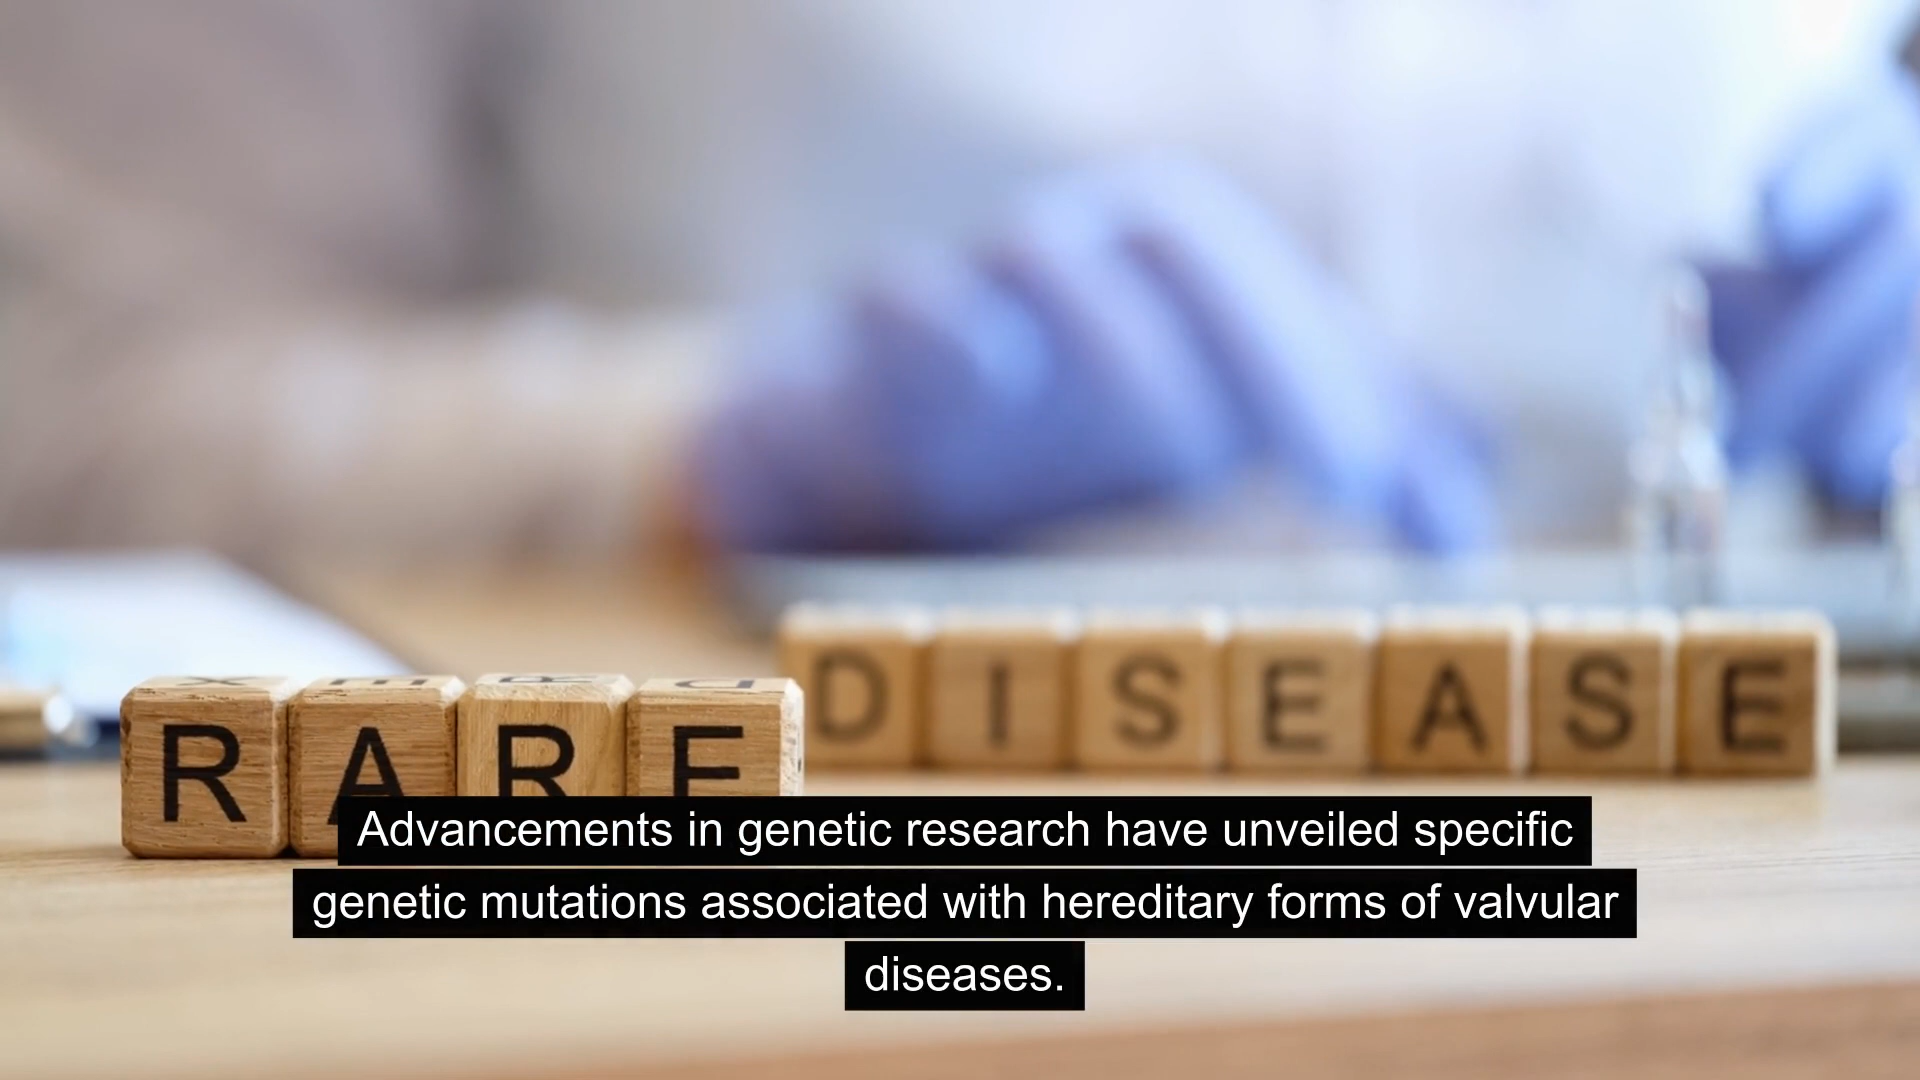 RARE DISEASE
Advancements in genetic research have unveiled specific
genetic mutations associated with hereditary forms of valvular
diseases.